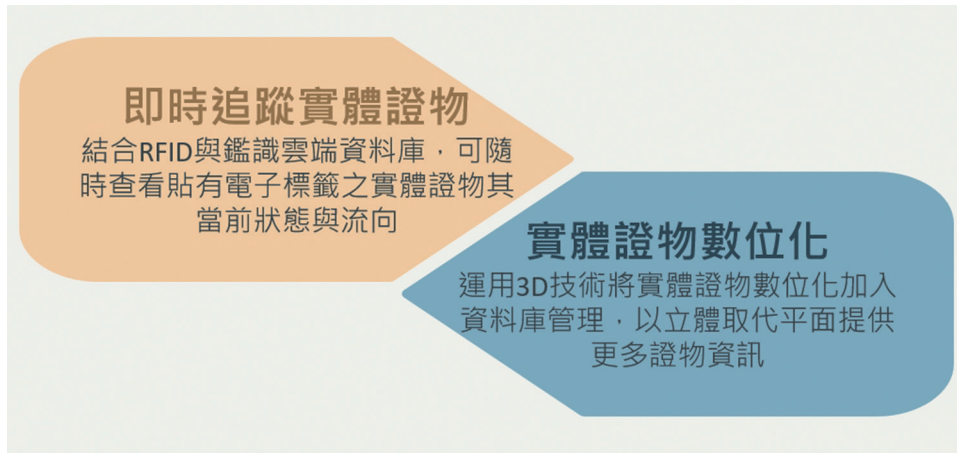 即時追蹤實體證物
結合RFID與鑑識雲端資料庫，可隨
時查看貼有電子標籤之實體證物其
當前狀態與流向
實體證物數位化
運用3D技術將實體證物數位化加入
資料庫管理，以立體取代平面提供
更多證物資訊